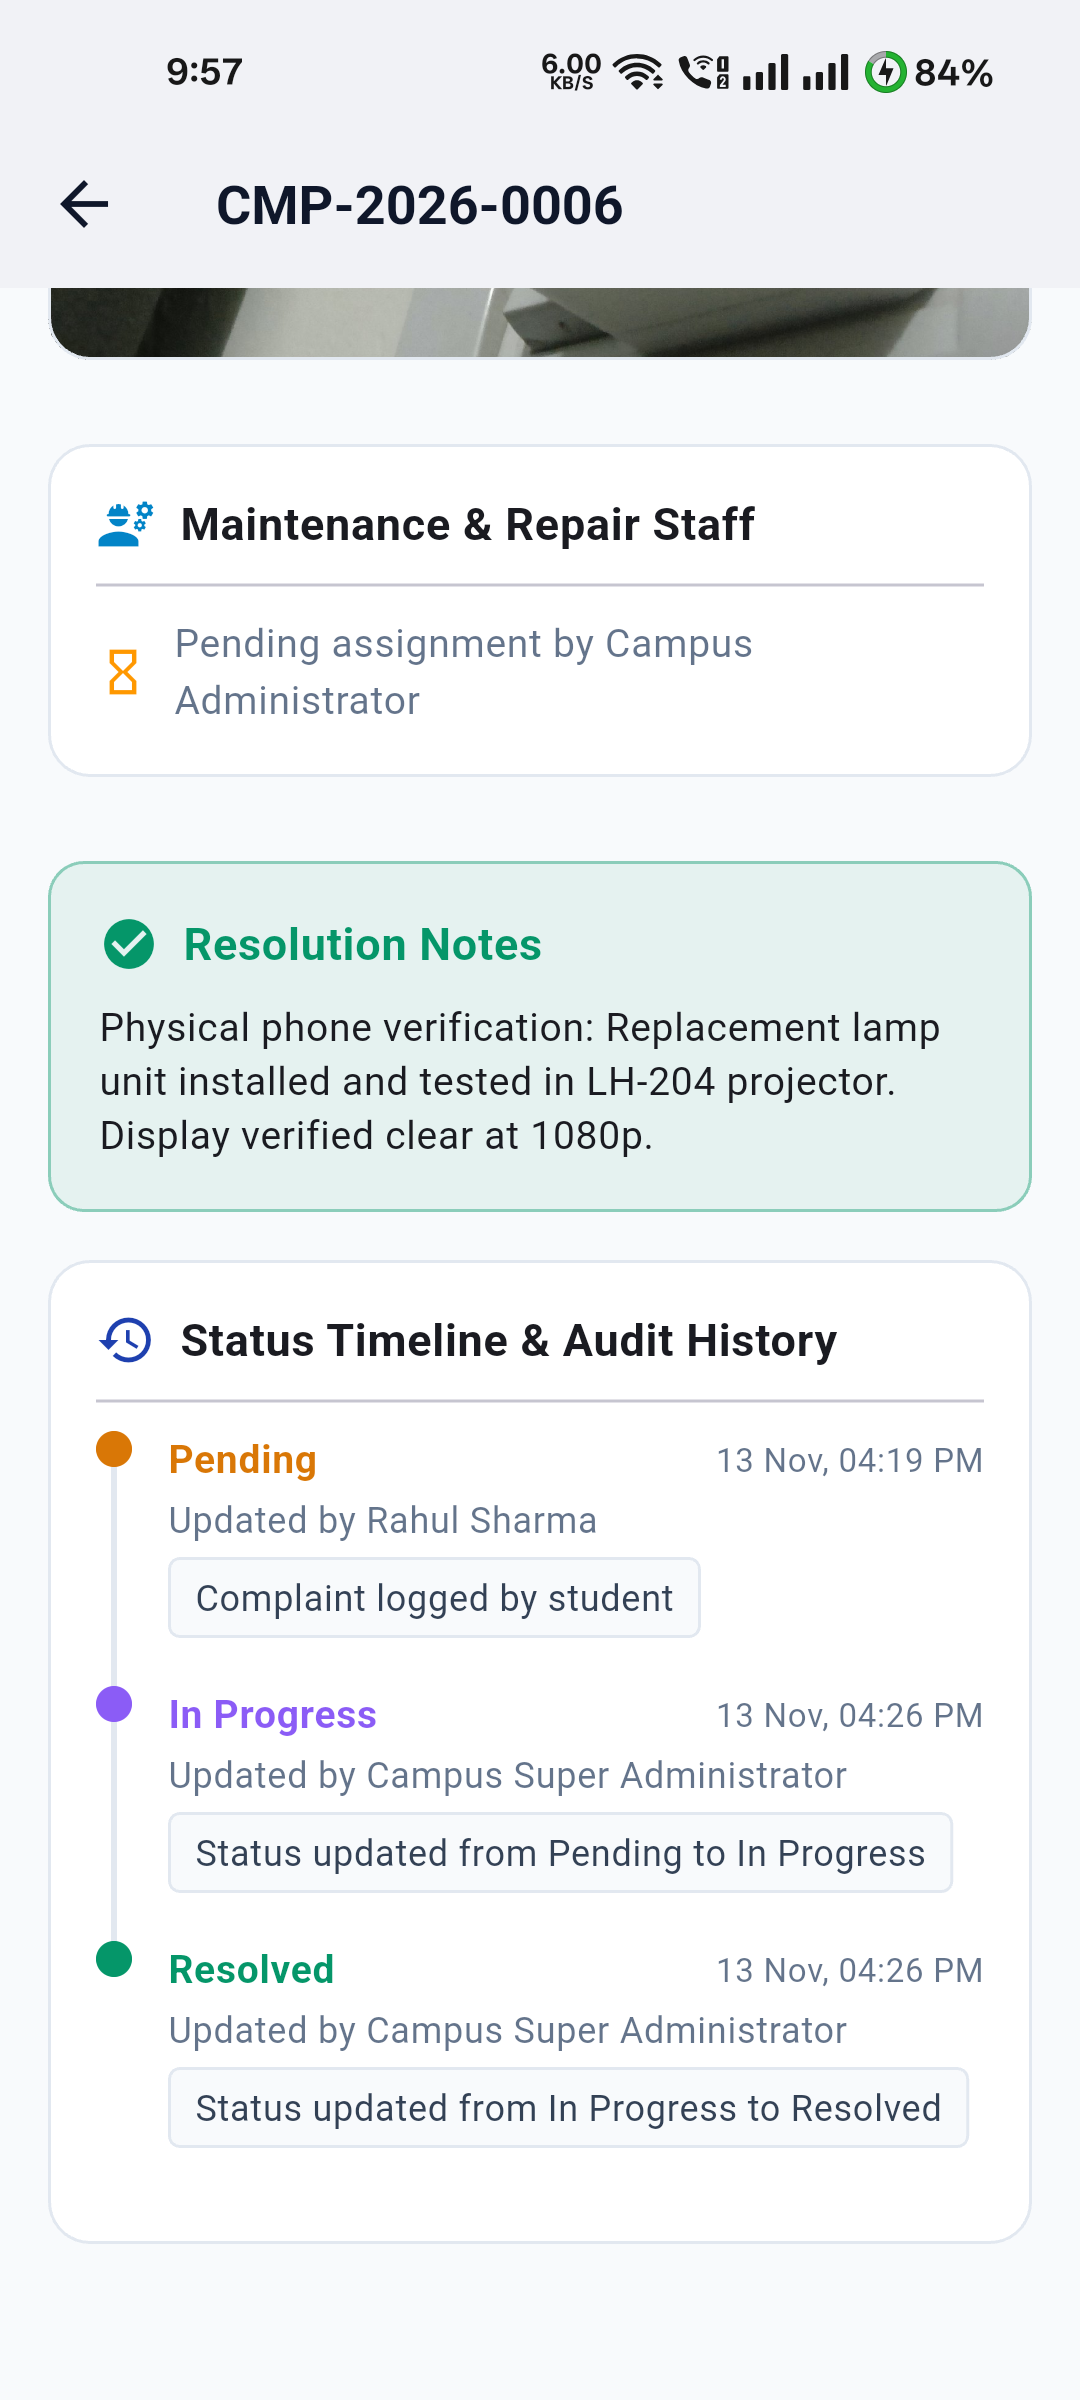 9:57
6.00
KB/S
1
2
84%
CMP-2026-0006
Maintenance & Repair Staff
Pending assignment by Campus
Administrator
Resolution Notes
Physical phone verification: Replacement lamp
unit installed and tested in LH-204 projector.
Display verified clear at 1080p.
Status Timeline & Audit History
Pending
13 Nov, 04:19 PM
Updated by Rahul Sharma
Complaint logged by student
In Progress
13 Nov, 04:26 PM
Updated by Campus Super Administrator
Status updated from Pending to In Progress
Resolved
13 Nov, 04:26 PM
Updated by Campus Super Administrator
Status updated from In Progress to Resolved